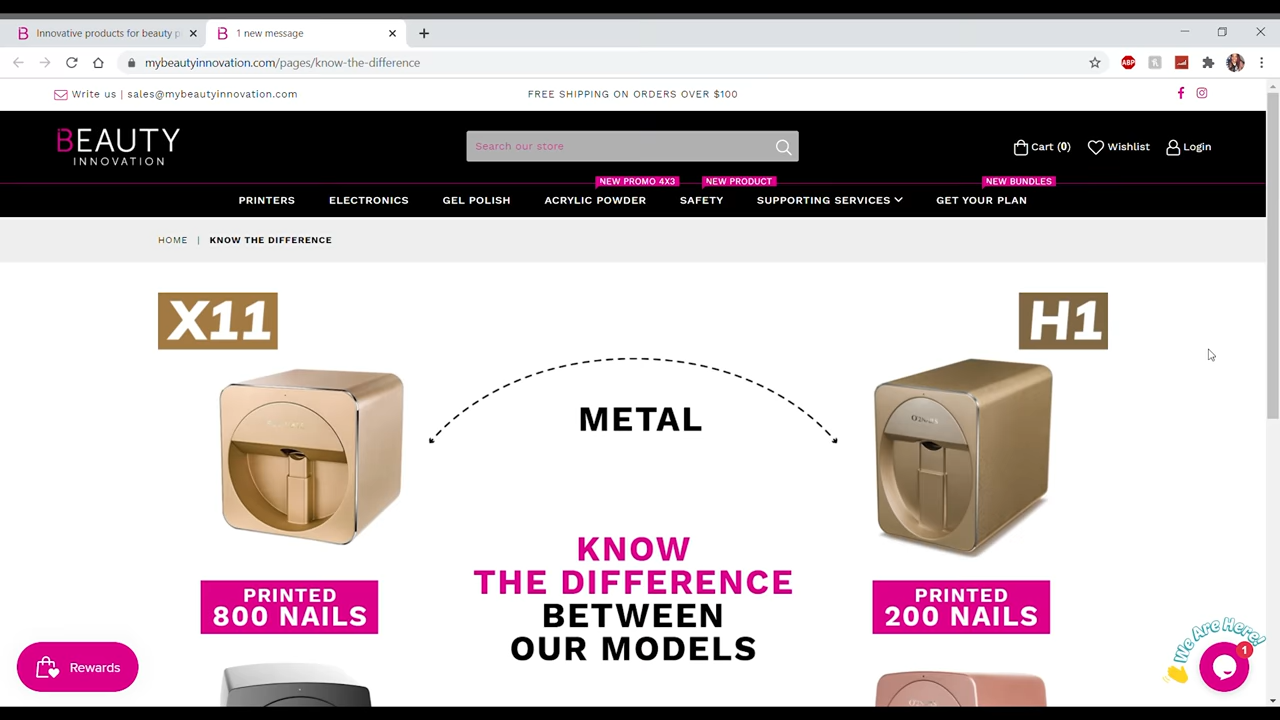 Innovative products for beauty p
1 new message
mybeautyinnovation.com/pages/know-the-difference
ABP
Write us | sales@mybeautyinnovation.com
FREE SHIPPING ON ORDERS OVER $100
BEAUTY
INNOVATION
Search our store
Cart (0)
Wishlist
Login
NEW PROMO 4X3
NEW PRODUCT
NEW BUNDLES
PRINTERS
ELECTRONICS
GEL POLISH
ACRYLIC POWDER
SAFETY
SUPPORTING SERVICES
GET YOUR PLAN
HOME | KNOW THE DIFFERENCE
X11
H1
METAL
KNOW
THE DIFFERENCE
BETWEEN
OUR MODELS
PRINTED
800 NAILS
PRINTED
200 NAILS
Rewards
We Are Here!
1